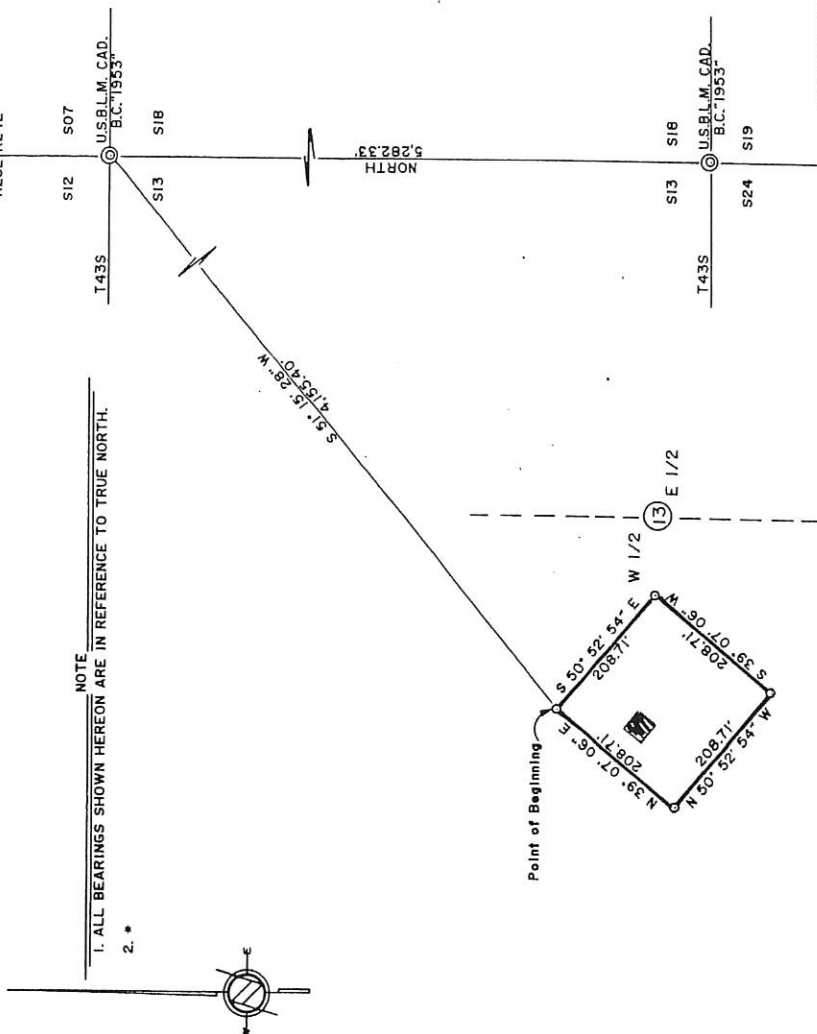 S12 S07
U.S.B.L.M. CAD.
B.C. "1953"
T43S
S13 S18
NORTH
5,282.33'
S13 S18
U.S.B.L.M. CAD.
B.C. "1953"
T43S
S24 S19
NOTE
1. ALL BEARINGS SHOWN HEREON ARE IN REFERENCE TO TRUE NORTH.
2. *
S 51° 15' 28" W
4,155.40'
W 1/2 13 E 1/2
Point of Beginning
S 50° 52' 54" E
208.71'
S 39° 07' 06" W
208.71'
N 50° 52' 54" W
208.71'
N 39° 07' 06" E
208.71'
E